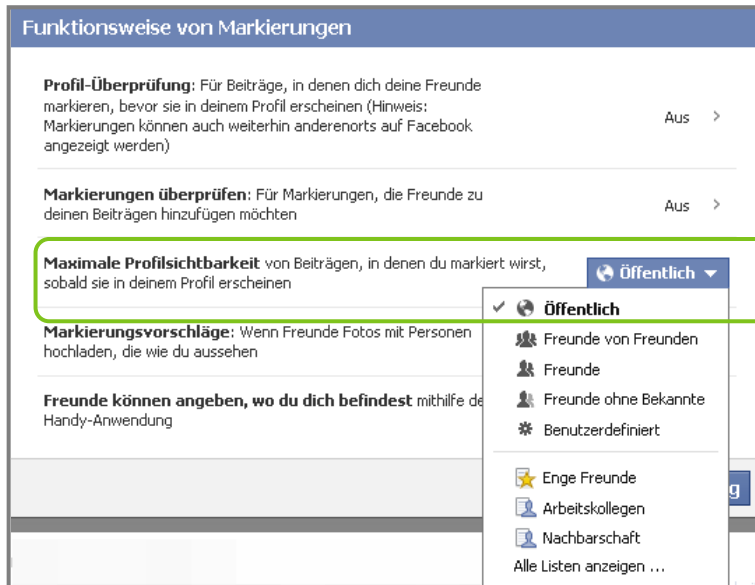 Funktionsweise von Markierungen
Profil-Überprüfung: Für Beiträge, in denen dich deine Freunde
markieren, bevor sie in deinem Profil erscheinen (Hinweis:
Markierungen können auch weiterhin anderenorts auf Facebook
angezeigt werden)
Aus
Markierungen überprüfen: Für Markierungen, die Freunde zu
deinen Beiträgen hinzufügen möchten
Aus
Maximale Profilsichtbarkeit von Beiträgen, in denen du markiert wirst,
sobald sie in deinem Profil erscheinen
Öffentlich
Markierungsvorschläge: Wenn Freunde Fotos mit Personen
hochladen, die wie du aussehen
Freunde können angeben, wo du dich befindest mithilfe
Handy-Anwendung
Öffentlich
Freunde von Freunden
Freunde
Freunde ohne Bekannte
Benutzerdefiniert
Enge Freunde
Arbeitskollegen
Nachbarschaft
Alle Listen anzeigen ...